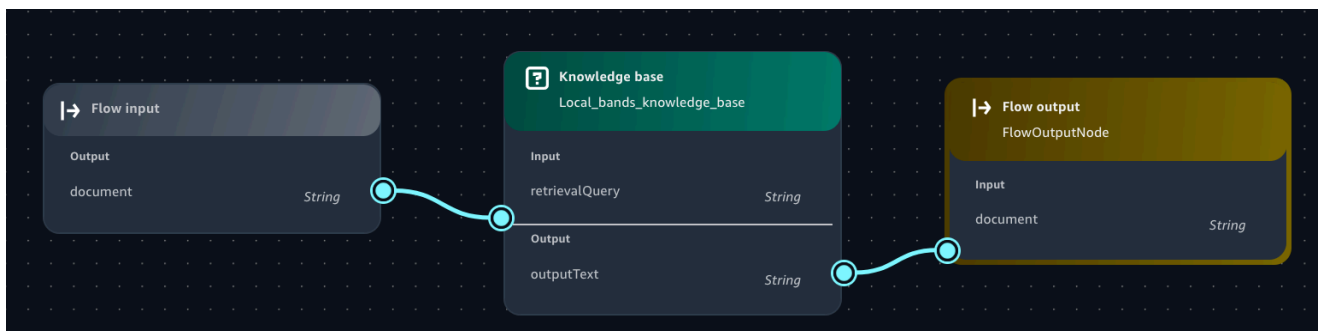 Flow input
Output
document
String
Knowledge base
Local_bands_knowledge_base
Input
retrievalQuery
String
Output
outputText
String
Flow output
FlowOutputNode
Input
document
String